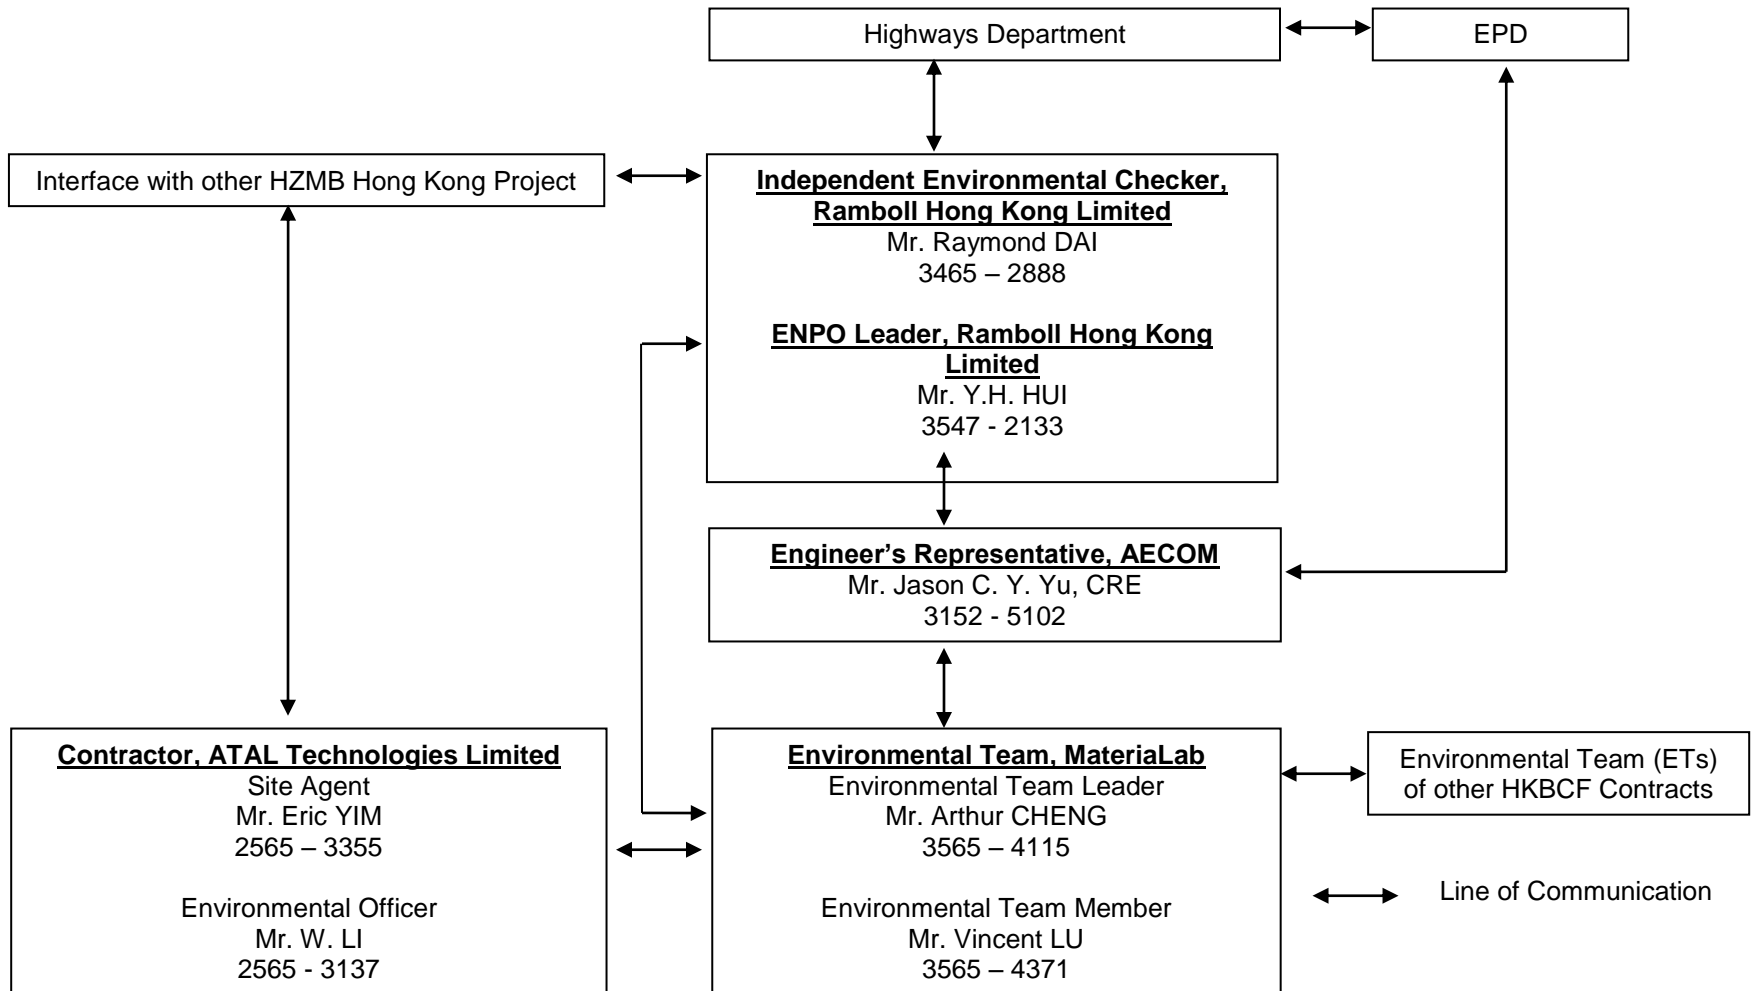 Highways Department
EPD
Interface with other HZMB Hong Kong Project
Independent Environmental Checker,
Ramboll Hong Kong Limited
Mr. Raymond DAI
3465 – 2888
ENPO Leader, Ramboll Hong Kong
Limited
Mr. Y.H. HUI
3547 - 2133
Engineer’s Representative, AECOM
Mr. Jason C. Y. Yu, CRE
3152 - 5102
Contractor, ATAL Technologies Limited
Site Agent
Mr. Eric YIM
2565 – 3355
Environmental Officer
Mr. W. LI
2565 - 3137
Environmental Team, MateriaLab
Environmental Team Leader
Mr. Arthur CHENG
3565 – 4115
Environmental Team Member
Mr. Vincent LU
3565 – 4371
Environmental Team (ETs)
of other HKBCF Contracts
Line of Communication